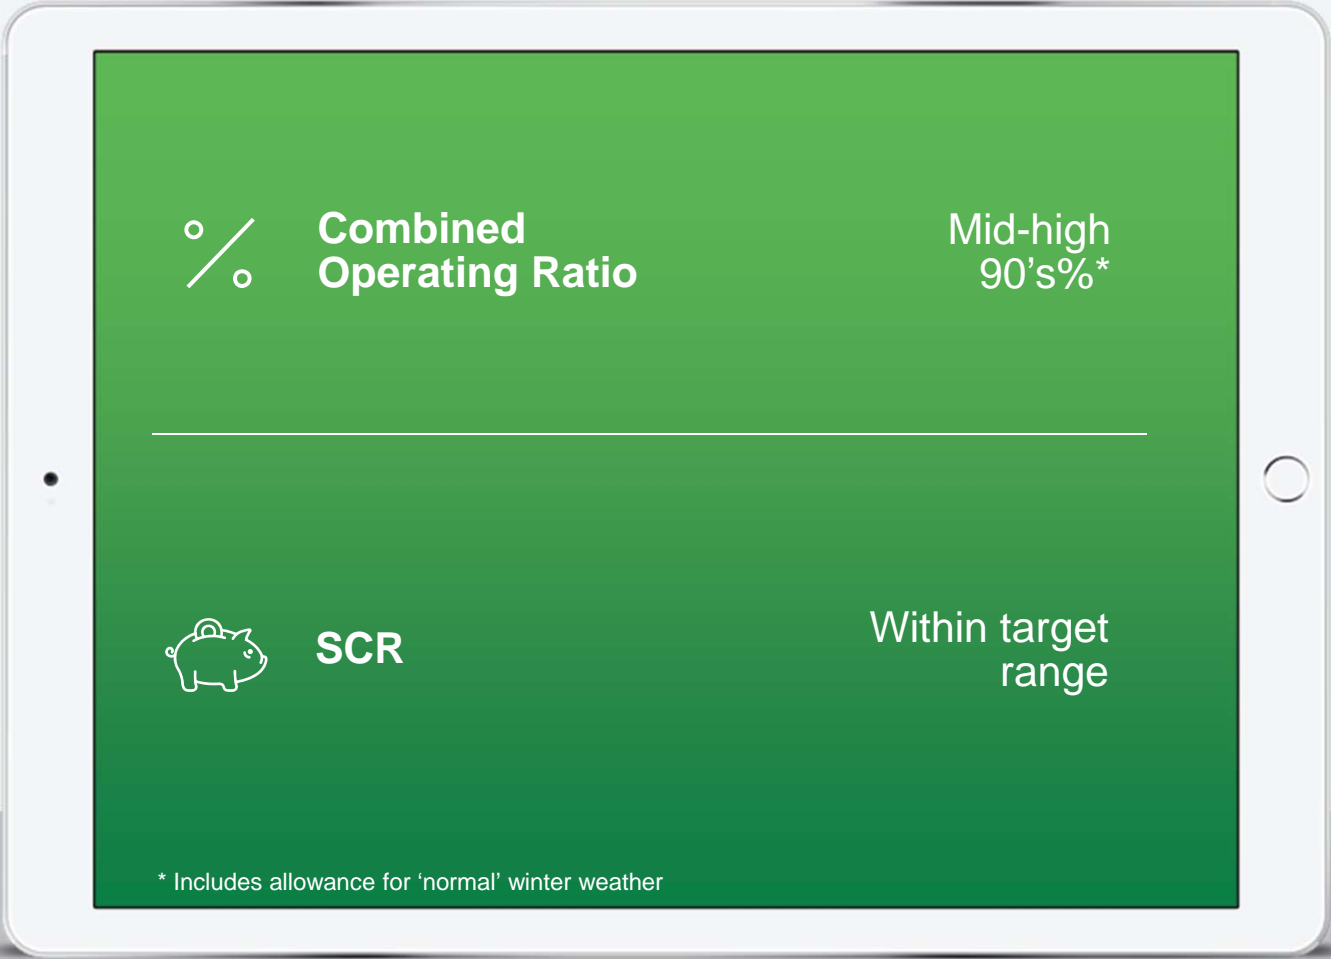 Combined
Operating Ratio
Mid-high
90’s%*
SCR
Within target
range
* Includes allowance for ‘normal’ winter weather